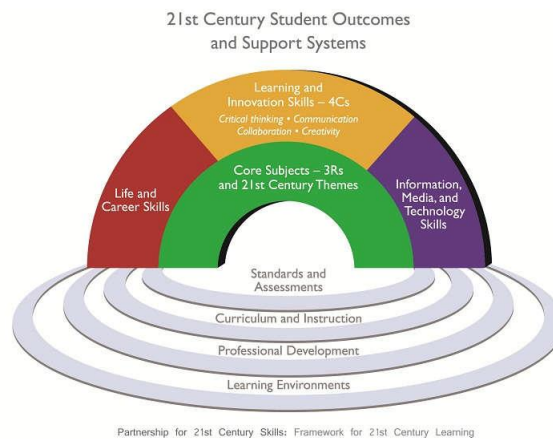 21st Century Student Outcomes
and Support Systems
Learning and
Innovation Skills – 4Cs
Critical thinking • Communication
Collaboration • Creativity
Core Subjects – 3Rs
and 21st Century Themes
Life and
Career Skills
Information,
Media, and
Technology
Skills
Standards and
Assessments
Curriculum and Instruction
Professional Development
Learning Environments
Partnership for 21st Century Skills: Framework for 21st Century Learning